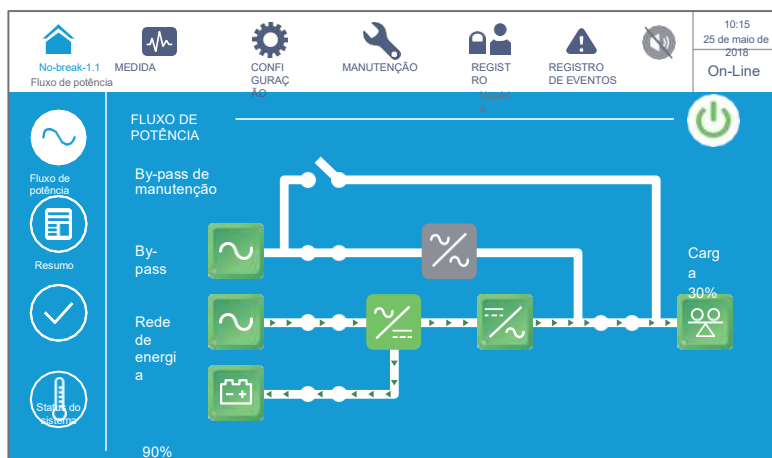 10:15
25 de maio de
2018
On-Line
No-break-1.1
Fluxo de potência
MEDIDA
CONFI
GURAÇ
ÃO
MANUTENÇÃO
REGIST
RO
Usuári
o
REGISTRO
DE EVENTOS
FLUXO DE
POTÊNCIA
Fluxo de
potência
Resumo
Status do
sistema
By-pass de
manutenção
By-
pass
Rede
de
energi
a
90%
Carg
a
30%